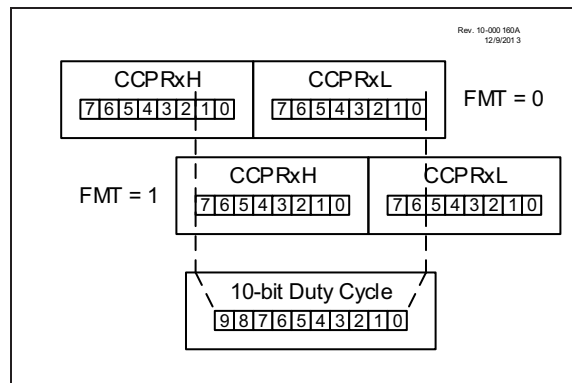 Rev. 10-000 160A
12/9/201 3
CCPRxH CCPRxL
7 6 5 4 3 2 1 0 7 6 5 4 3 2 1 0 FMT = 0
CCPRxH CCPRxL
FMT = 1 7 6 5 4 3 2 1 0 7 6 5 4 3 2 1 0
10-bit Duty Cycle
9 8 7 6 5 4 3 2 1 0